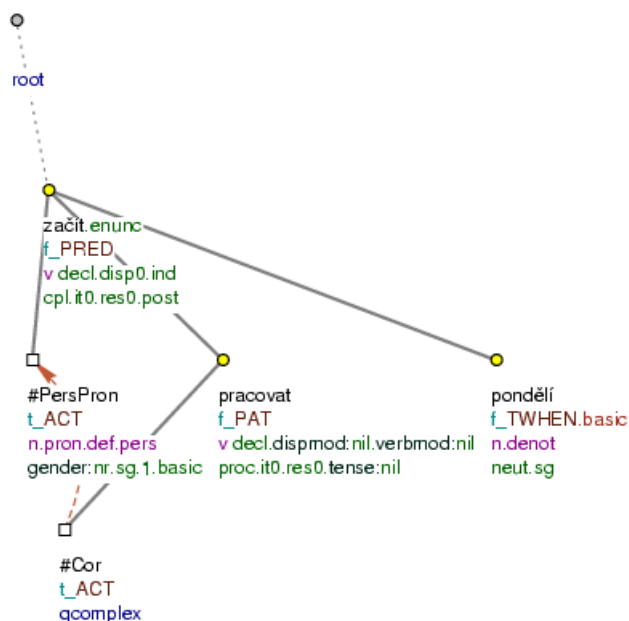 root
začít.enunc
f_PRED
v decl.disp0.ind
cpl.it0.res0.post
#PersPron
t_ACT
n.pron.def.pers
gender:nr.sg.1.basic
pracovat
f_PAT
v decl.dispmod:nil.verbmod:nil
proc.it0.res0.tense:nil
pondělí
f_TWHEN.basic
n.denot
neut.sg
#Cor
t_ACT
qcomplex